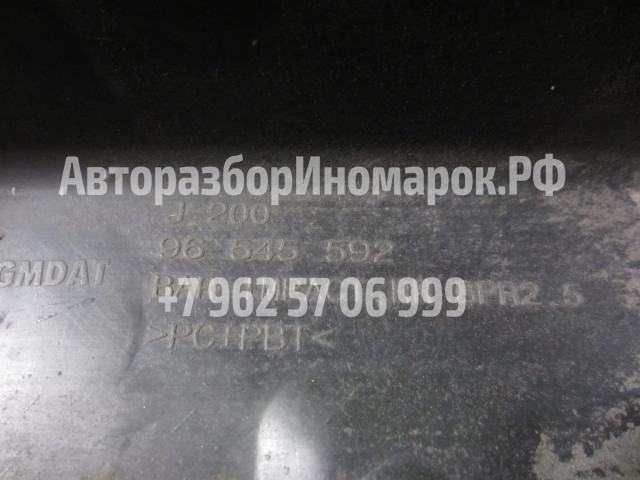 АвторазборИномарок.РФ
J-200
96 545 592
GMDAT
+7 962 57 06 999
>PC+PBT<